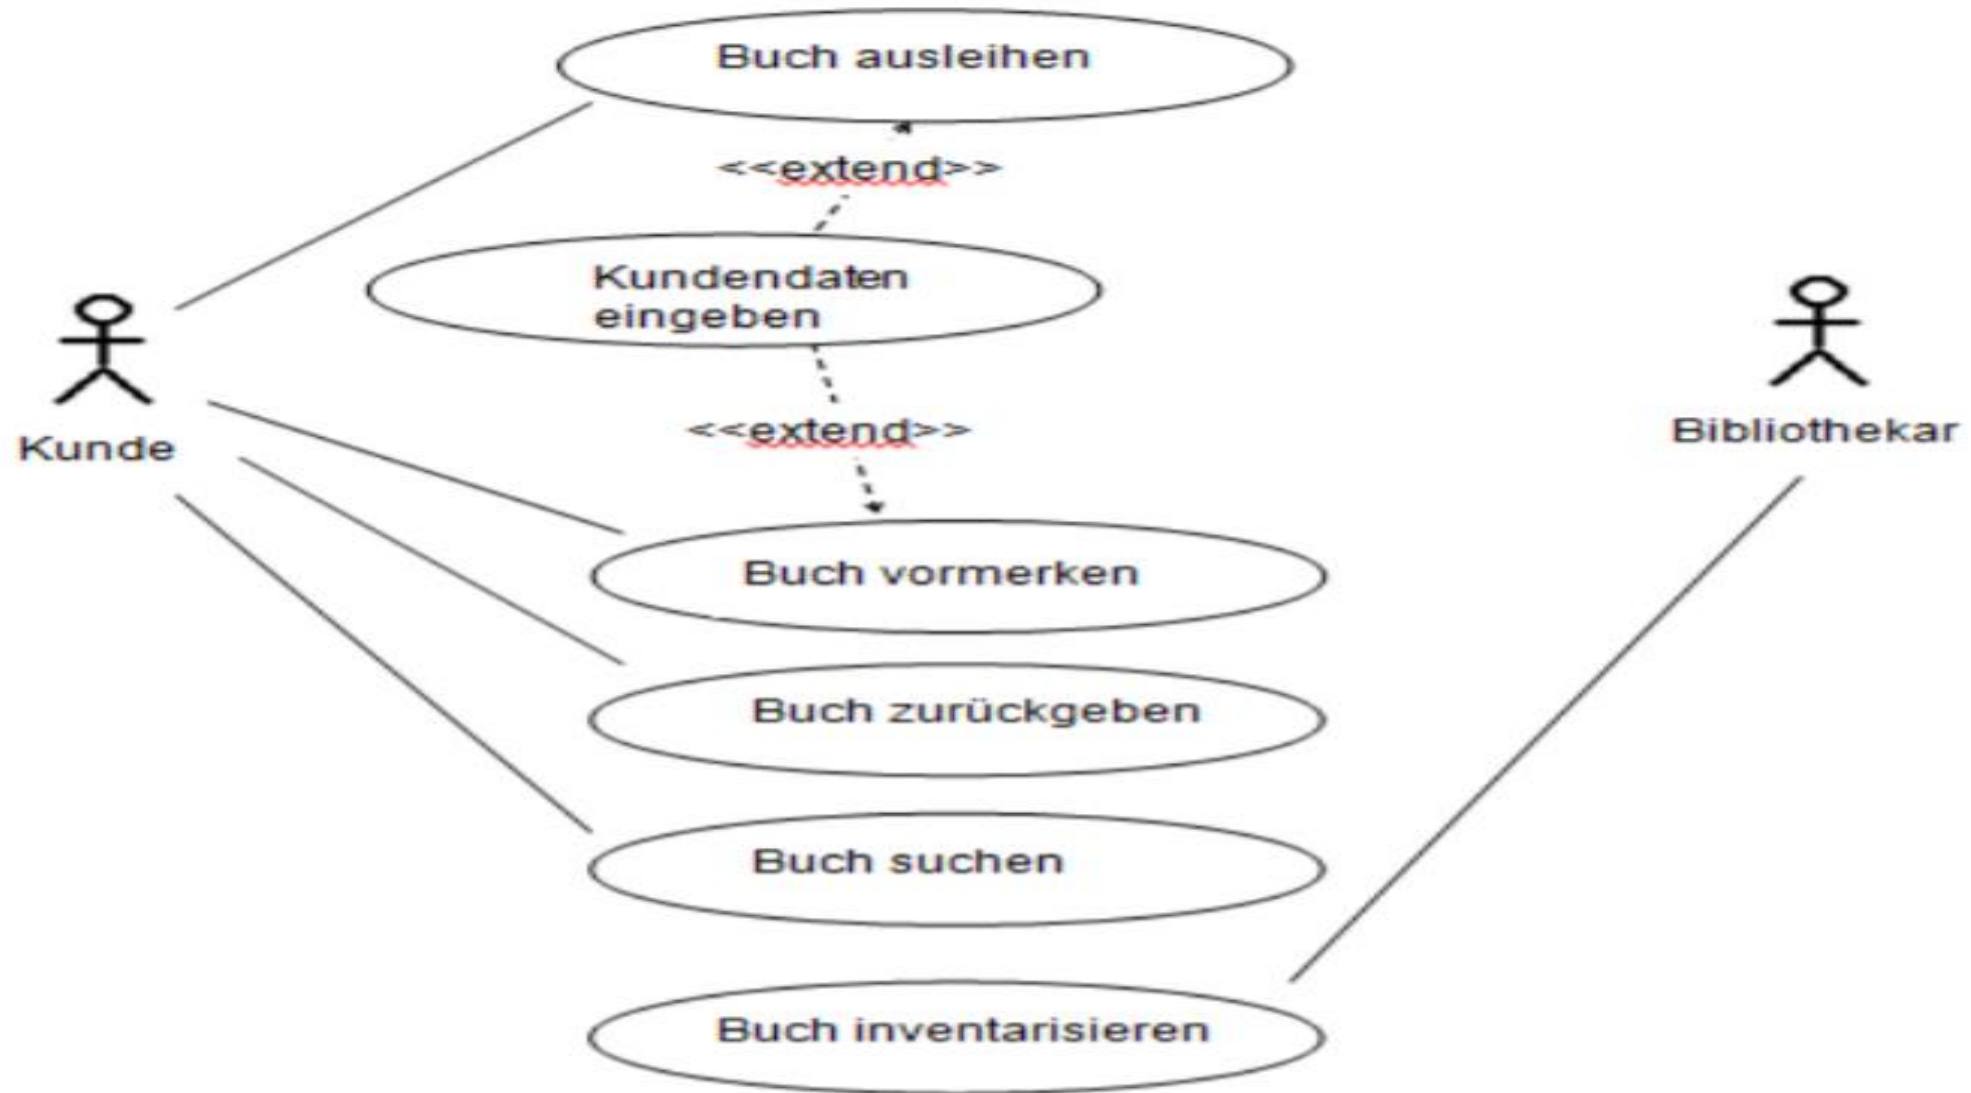 Buch ausleihen
<<extend>>
Kundendaten
eingeben
Kunde
<<extend>>
Bibliothekar
Buch vormerken
Buch zurückgeben
Buch suchen
Buch inventarisieren